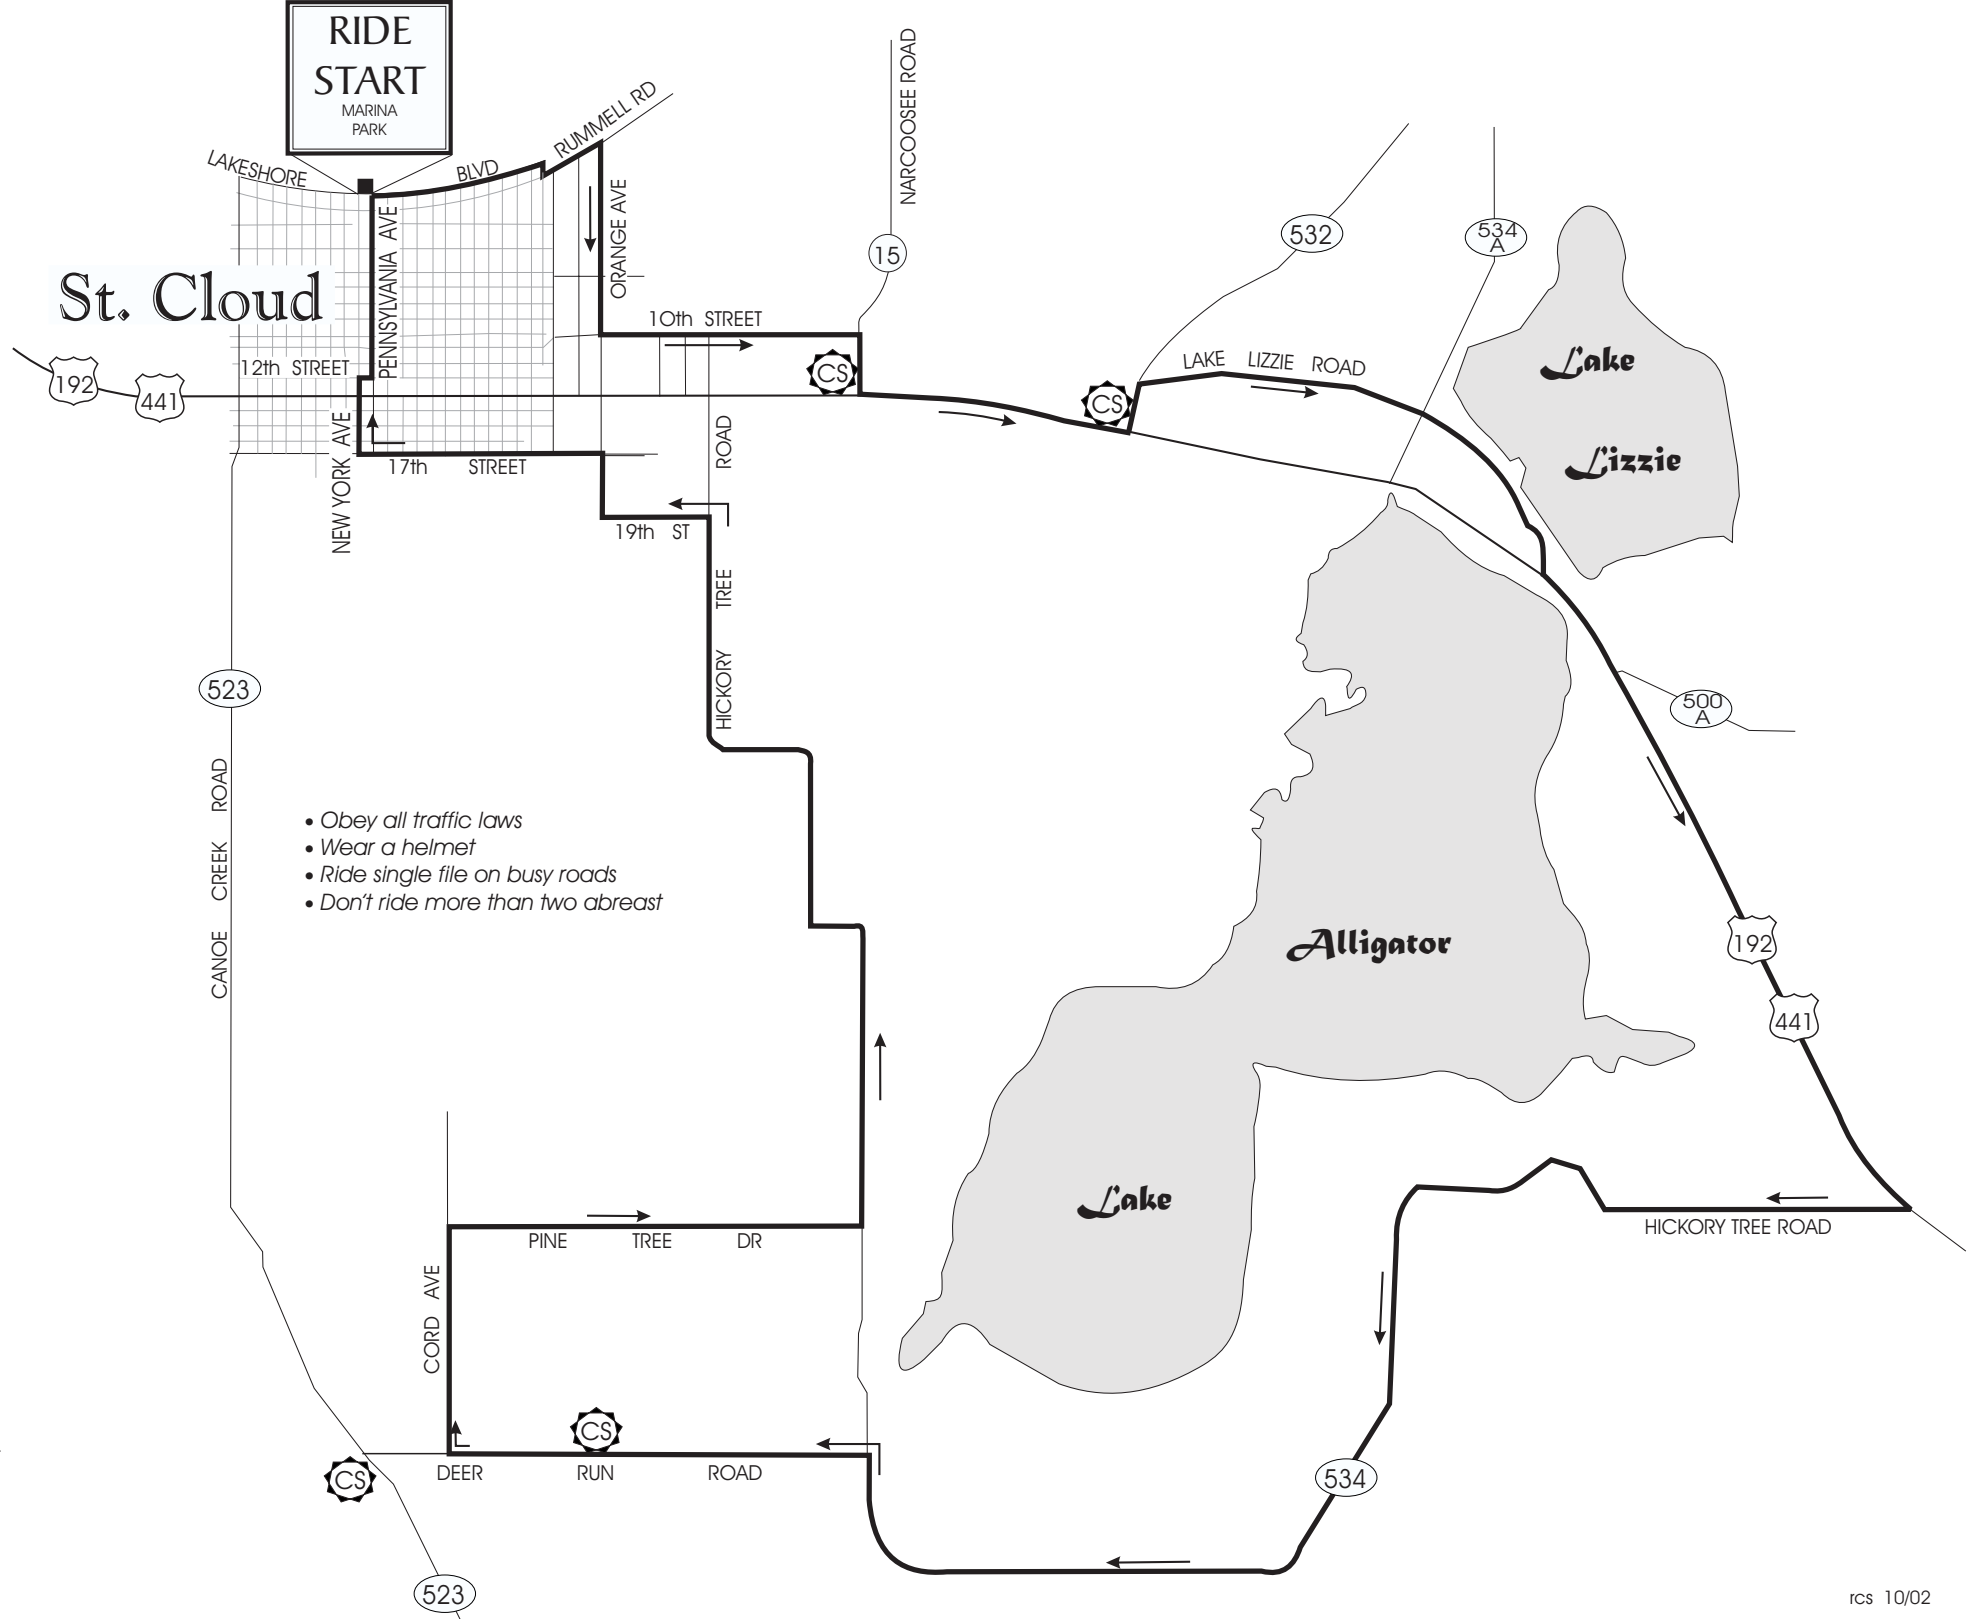 RIDE
START
MARINA
PARK
LAKESHORE BLVD
RUMMELL RD
NARCOOSEE ROAD
ORANGE AVE
PENNSYLVANIA AVE
15
532
534
A
St. Cloud
10th STREET
12th STREET
192
441
CS
CS
LAKE LIZZIE ROAD
Lake
Lizzie
NEW YORK AVE
17th STREET
19th ST
HICKORY TREE ROAD
523
500
A
CANOE CREEK ROAD
• Obey all traffic laws
• Wear a helmet
• Ride single file on busy roads
• Don't ride more than two abreast
Alligator
192
441
Lake
HICKORY TREE ROAD
PINE TREE DR
CORD AVE
CS
DEER RUN ROAD
CS
534
523
rcs 10/02